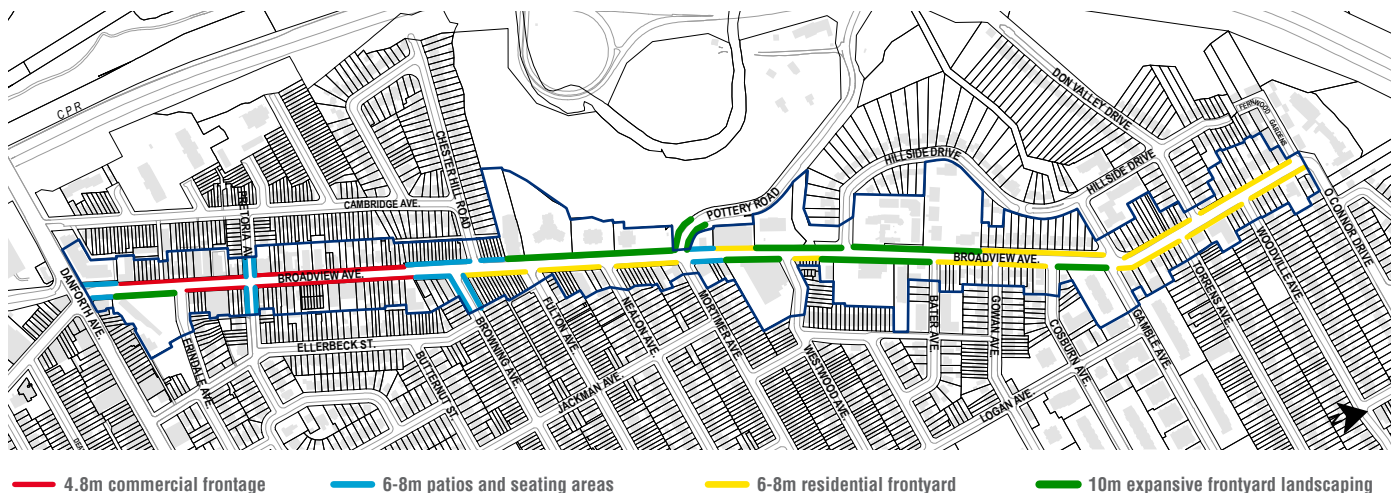 CPR
CHESTER HILL ROAD
PRETORIA AV.
CAMBRIDGE AVE.
DANFORTH AVE.
BROADVIEW AVE.
ERINDALE AVE.
ELLERBECK ST.
BUTTERNUT ST.
BROWNING AVE.
FULTON AVE.
NEALON AVE.
JACKMAN AVE.
MORTIMER AVE.
POTTERY ROAD
HILLSIDE DRIVE
WESTWOOD AVE.
BATER AVE.
GOWAN AVE.
BROADVIEW AVE.
LOGAN AVE.
COSBURN AVE.
GAMBLE AVE.
TORRENS AVE.
WOODVILLE AVE.
O'CONNOR DRIVE
HILLSIDE DRIVE
DON VALLEY DRIVE
FERNWOOD
GARDENS
4.8m commercial frontage
6-8m patios and seating areas
6-8m residential frontyard
10m expansive frontyard landscaping